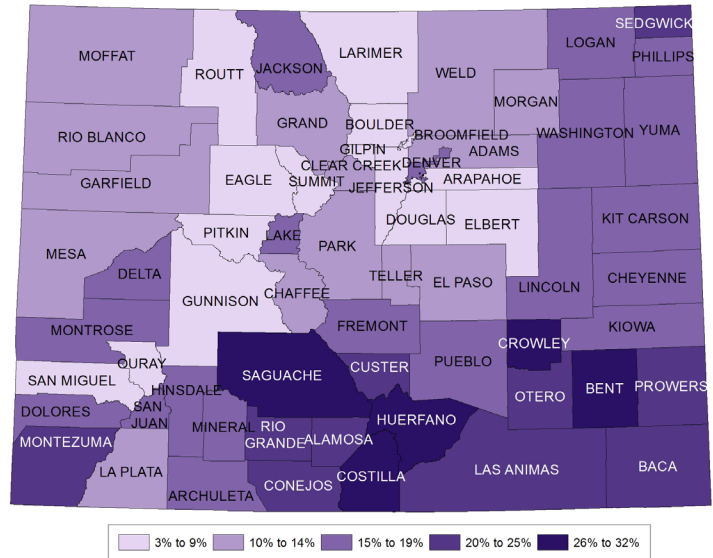 SEDGWICK
LOGAN
LARIMER
PHILLIPS
MOFFAT
JACKSON
WELD
ROUTT
MORGAN
GRAND
BOULDER
RIO BLANCO
BROOMFIELD
WASHINGTON
YUMA
GILPIN
ADAMS
CLEAR CREEK
DENVER
GARFIELD
EAGLE
SUMMIT
ARAPAHOE
JEFFERSON
DOUGLAS
ELBERT
KIT CARSON
PITKIN
LAKE
MESA
PARK
DELTA
TELLER
EL PASO
LINCOLN
CHEYENNE
CHAFFEE
GUNNISON
FREMONT
MONTROSE
KIOWA
CROWLEY
PUEBLO
OURAY
CUSTER
SAGUACHE
SAN MIGUEL
HINSDALE
OTERO
BENT
PROWERS
DOLORES
SAN
JUAN
HUERFANO
MINERAL
RIO
GRANDE
ALAMOSA
MONTEZUMA
LA PLATA
COSTILLA
LAS ANIMAS
BACA
CONEJOS
ARCHULETA
3% to 9%
10% to 14%
15% to 19%
20% to 25%
26% to 32%